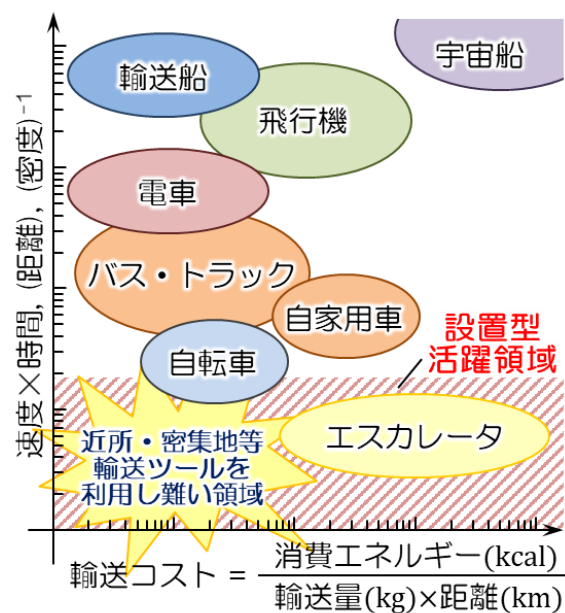 輸送船
宇宙船
飛行機
電車
バス・トラック
自家用車
自転車
設置型
活躍領域
エスカレータ
近所・密集地等
輸送ツールを
利用し難い領域
速度×時間, (距離), (密度)⁻¹
輸送コスト = 消費エネルギー(kcal)
輸送量(kg)×距離(km)